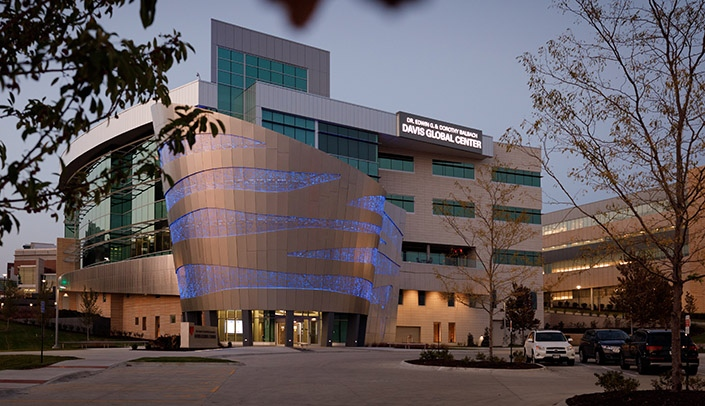 DR. EDWIN G. & DOROTHY BALBACH
DAVIS GLOBAL CENTER